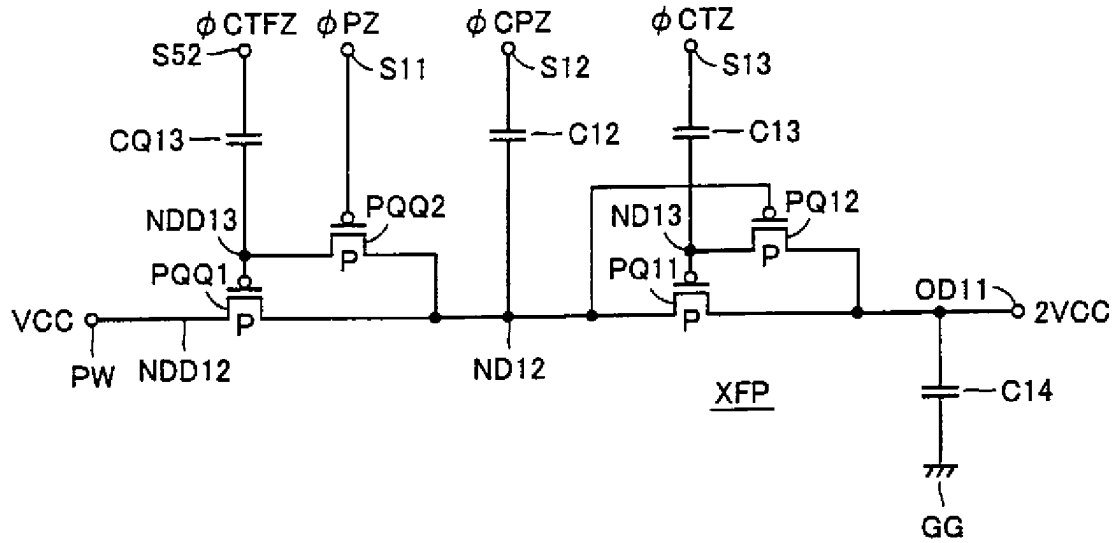 φCTFZ φPZ φCPZ φCTZ
S52 S11 S12 S13
CQ13 C12 C13
NDD13 PQQ2 ND13 PQ12
PQQ1 P PQ11 P OD11
VCC P P 2VCC
PW NDD12 ND12
XFP C14
GG